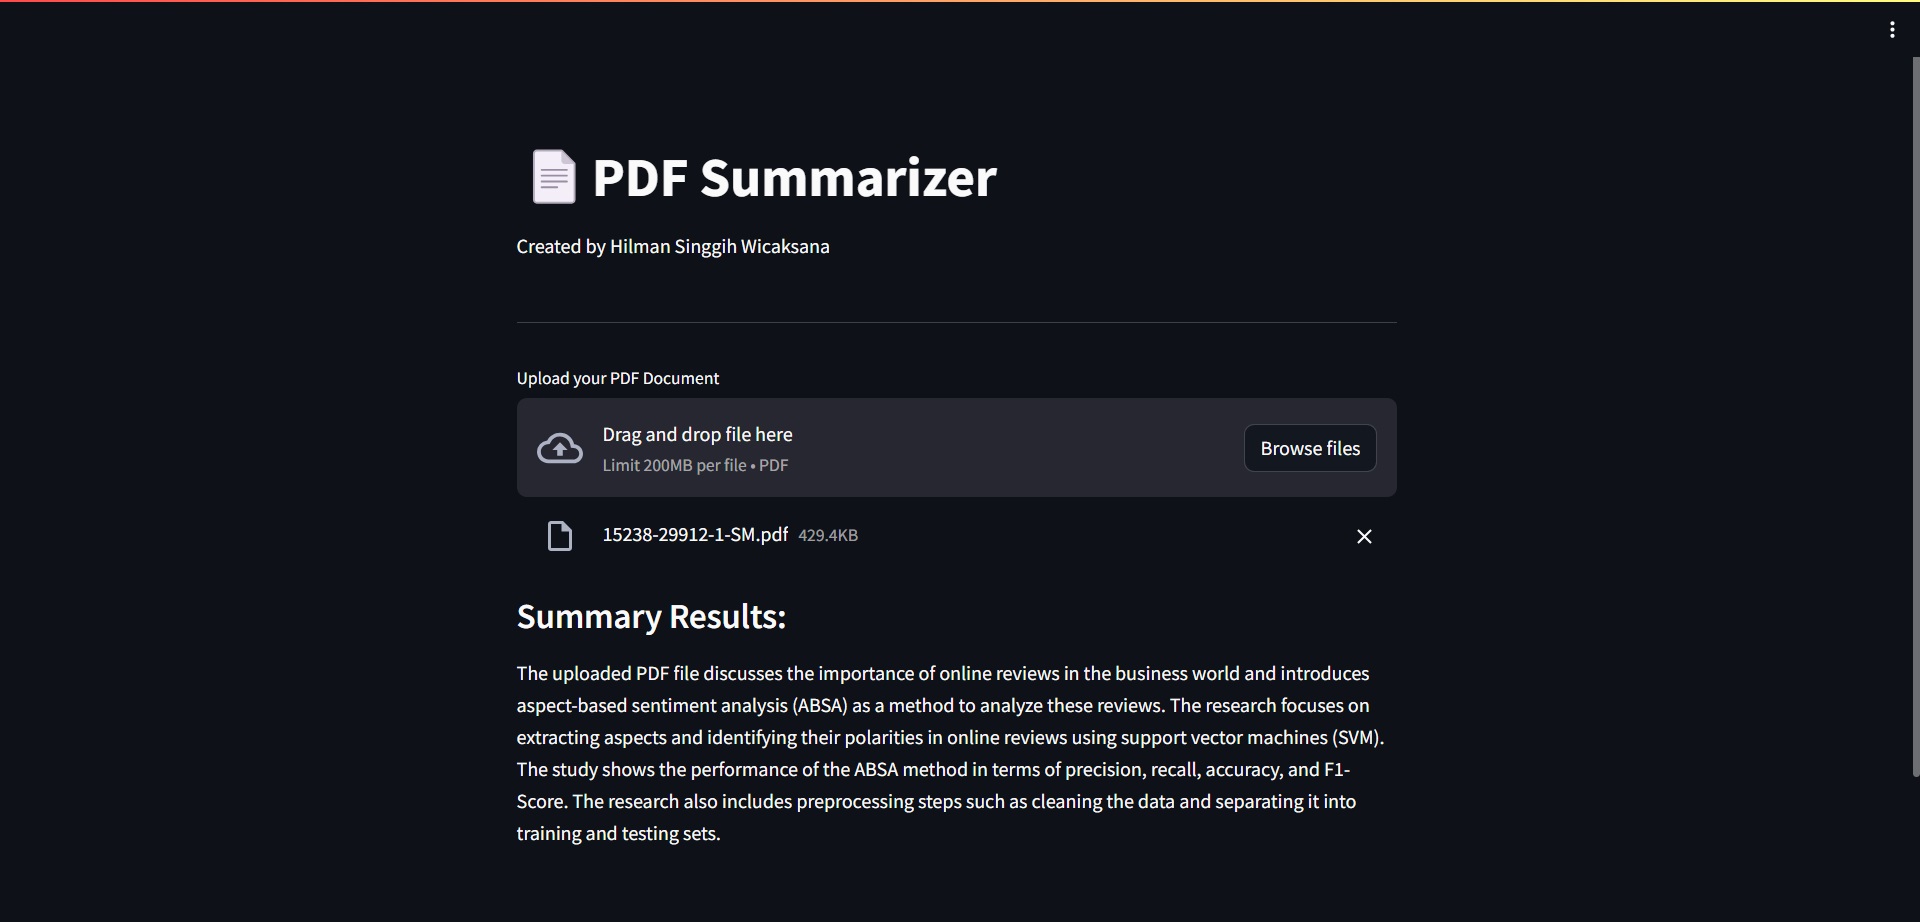 PDF Summarizer
Created by Hilman Singgih Wicaksana
Upload your PDF Document
Drag and drop file here
Limit 200MB per file • PDF
Browse files
15238-29912-1-SM.pdf 429.4KB
Summary Results:
The uploaded PDF file discusses the importance of online reviews in the business world and introduces
aspect-based sentiment analysis (ABSA) as a method to analyze these reviews. The research focuses on
extracting aspects and identifying their polarities in online reviews using support vector machines (SVM).
The study shows the performance of the ABSA method in terms of precision, recall, accuracy, and F1-
Score. The research also includes preprocessing steps such as cleaning the data and separating it into
training and testing sets.